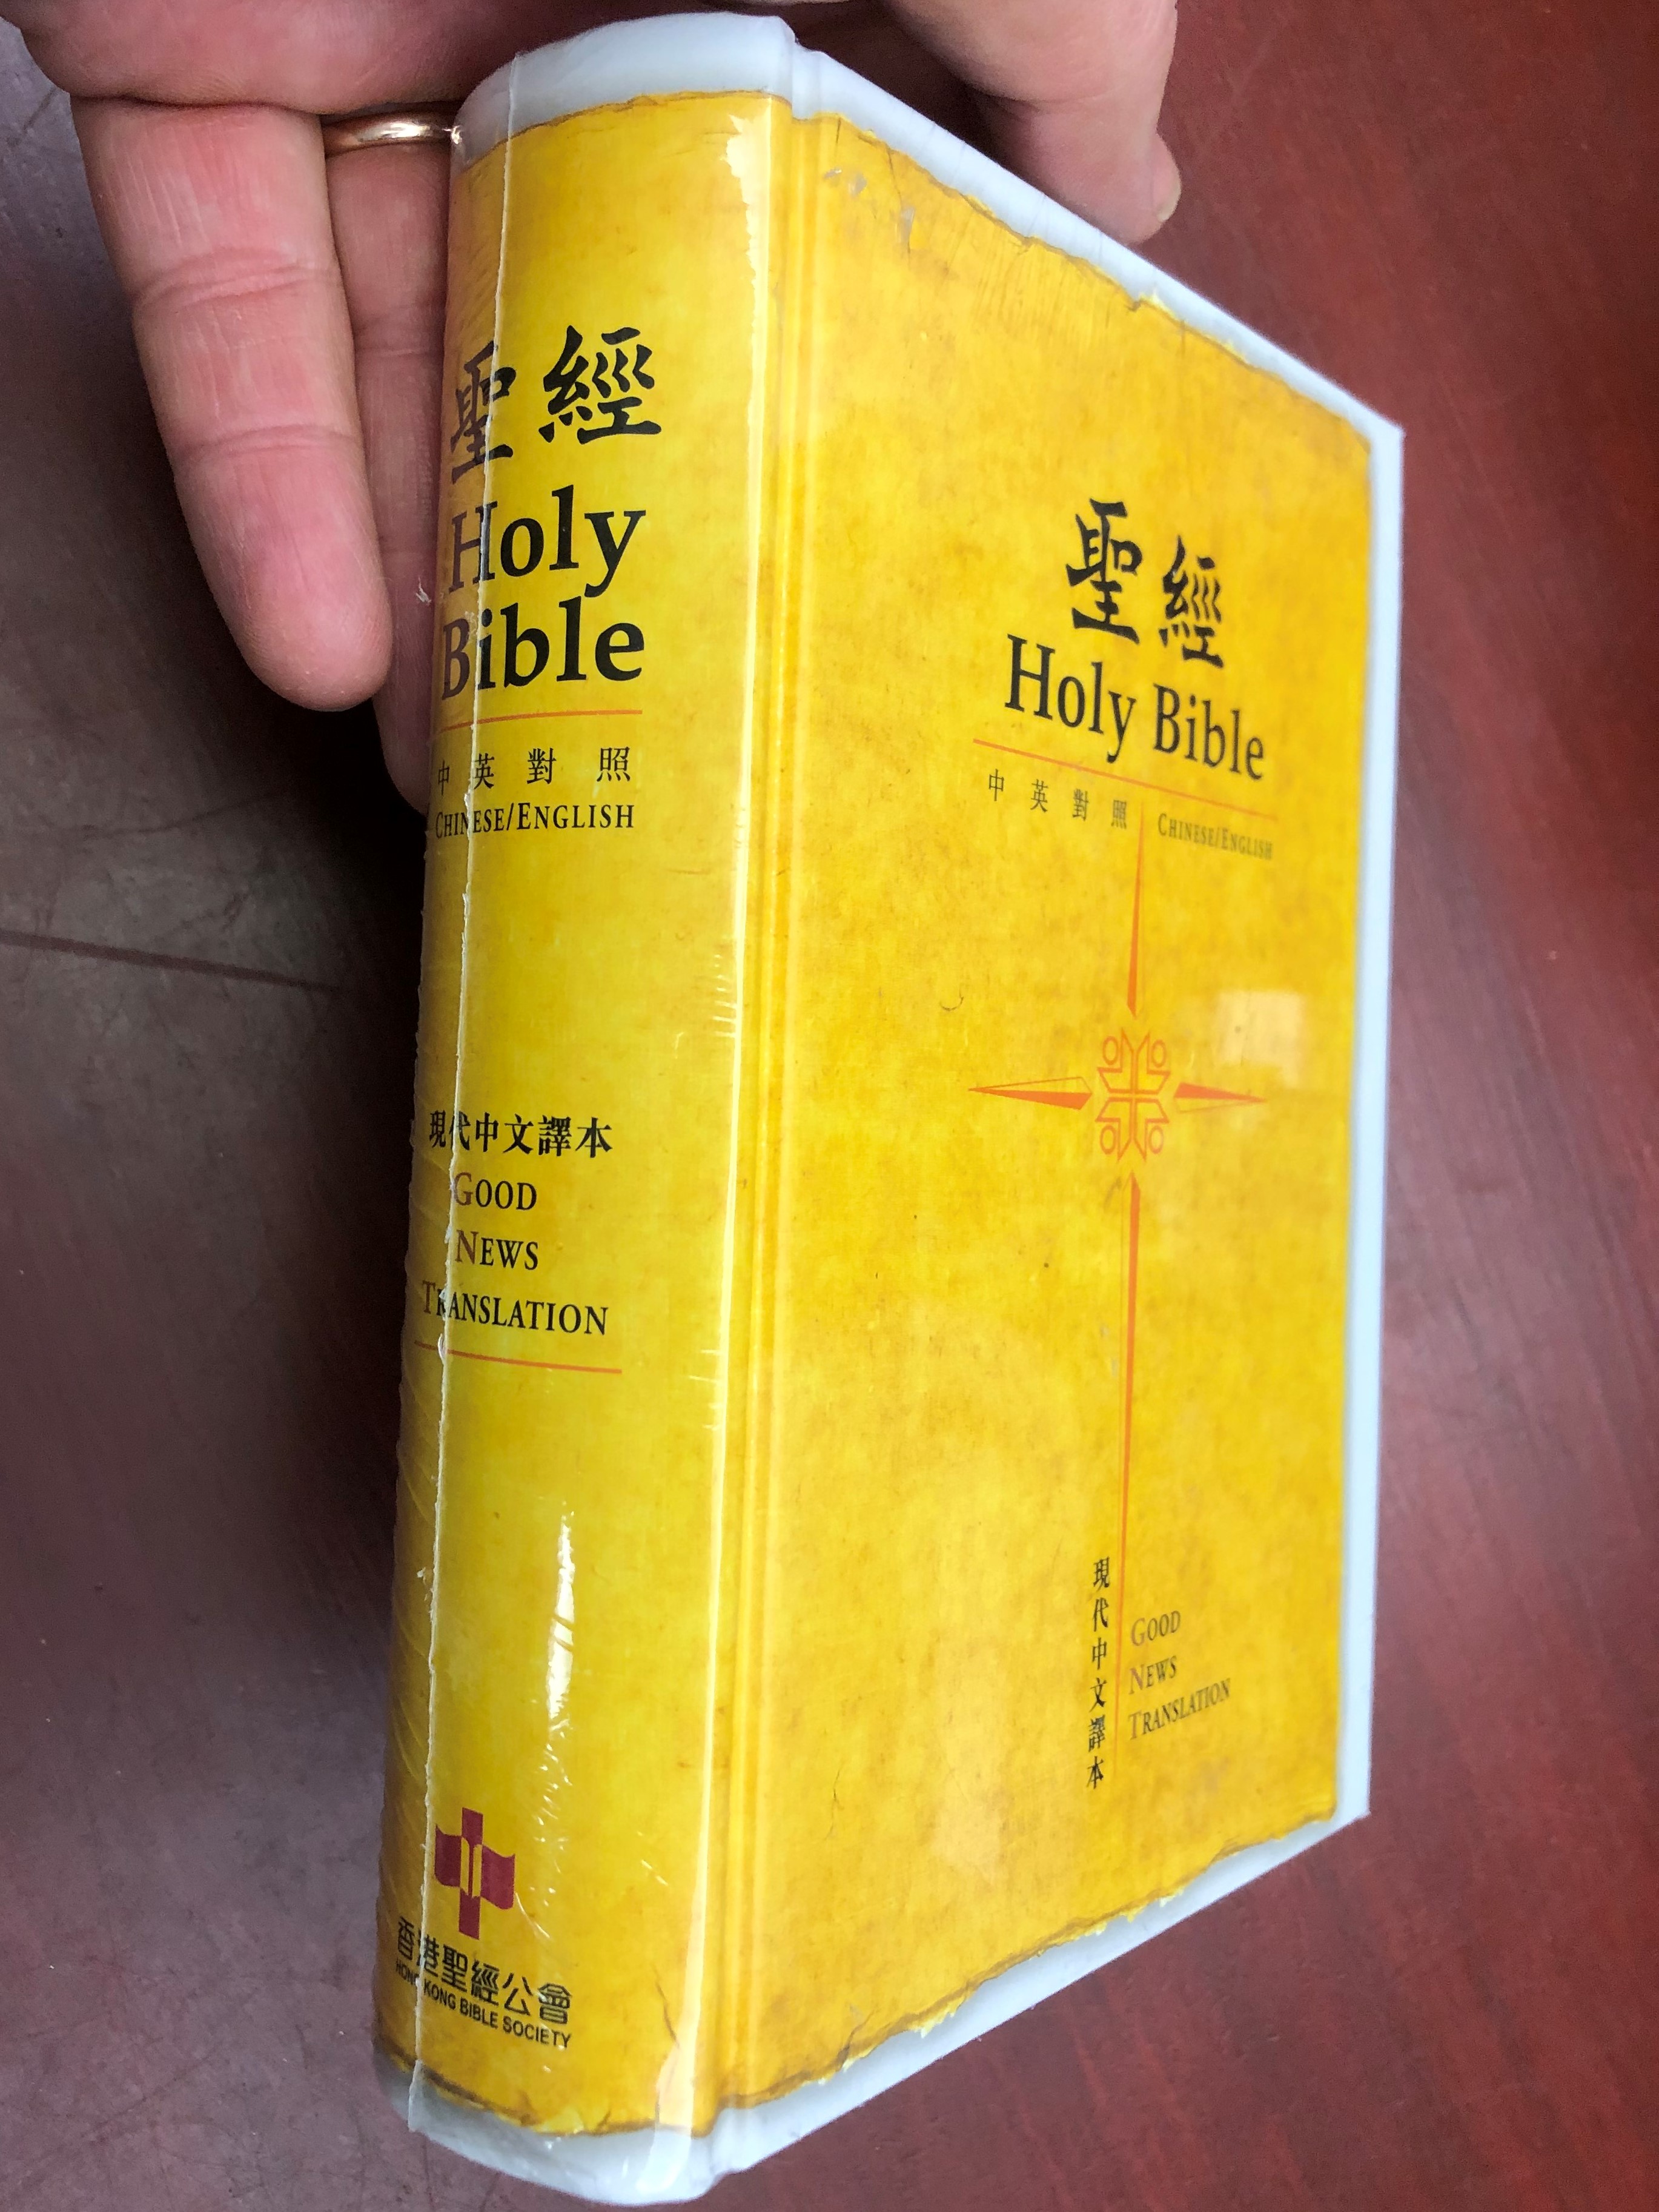 聖經
Holy
Bible
中英對照
CHINESE/ENGLISH
現代中文譯本
GOOD
NEWS
TRANSLATION
香港聖經公會
HONG KONG BIBLE SOCIETY
聖經
Holy Bible
中英對照 CHINESE/ENGLISH
現代中文譯本
GOOD
NEWS
TRANSLATION